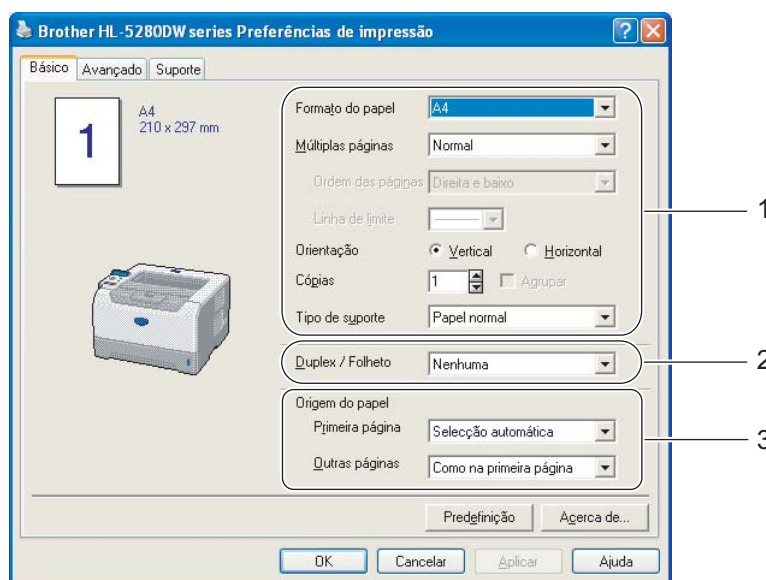 Brother HL-5280DW series Preferências de impressão
Básico Avançado Suporte
1
A4
210 x 297 mm
Formato do papel A4
Múltiplas páginas Normal
Ordem das páginas Direita e baixo
Linha de limite
Orientação Vertical Horizontal
Cópias 1 Agrupar
Tipo de suporte Papel normal
1
Duplex / Folheto Nenhuma
2
Origem do papel
Primeira página Selecção automática
Outras páginas Como na primeira página
3
Predefinição Acerca de...
OK Cancelar Aplicar Ajuda